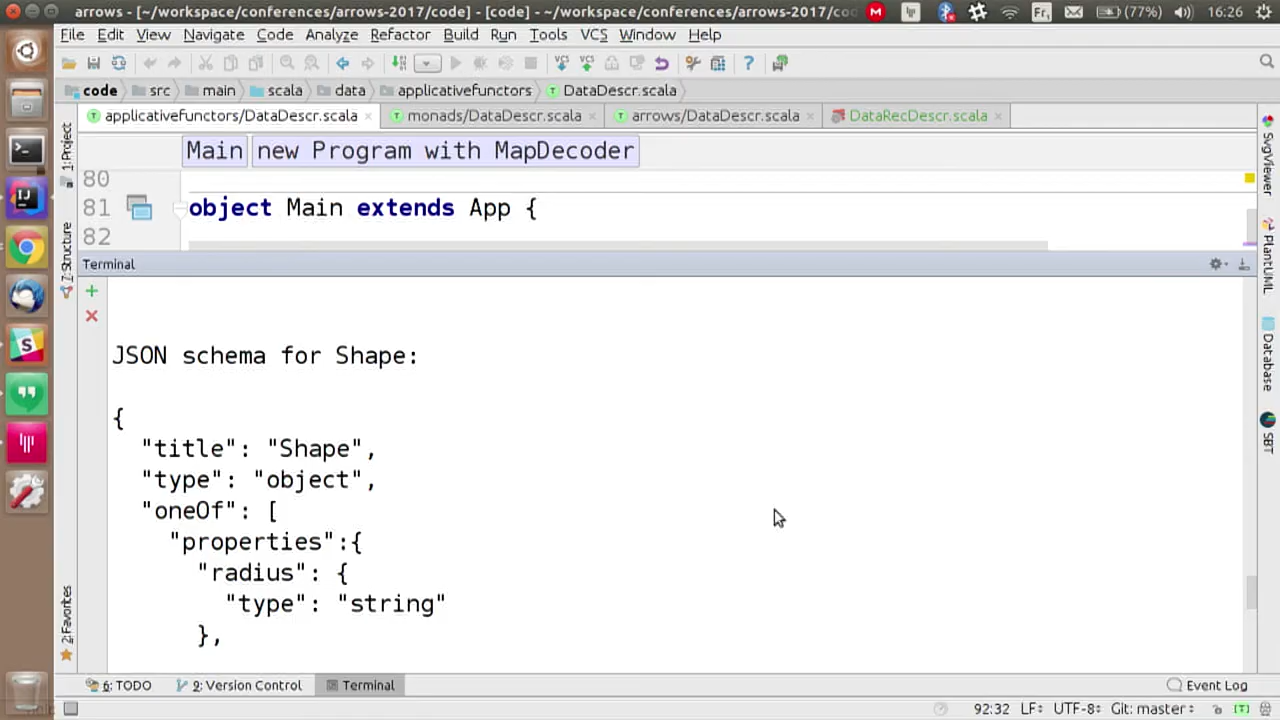 arrows - [~/workspace/conferences/arrows-2017/code] - [code] - ~/workspace/conferences/arrows-2017/co
Fr
(77%)
16:26
File Edit View Navigate Code Analyze Refactor Build Run Tools VCS Window Help
code src main scala data applicativefunctors DataDescr.scala
applicativefunctors/DataDescr.scala monads/DataDescr.scala arrows/DataDescr.scala DataRecDescr.scala
Main new Program with MapDecoder
80
81 object Main extends App {
82
Terminal
JSON schema for Shape:
{
"title": "Shape",
"type": "object",
"oneOf": [
"properties":{
"radius": {
"type": "string"
},
1: Project
7: Structure
2: Favorites
SvgViewer
PlantUML
Database
SBT
6: TODO 9: Version Control Terminal Event Log
92:32 LF UTF-8 Git: master [T]